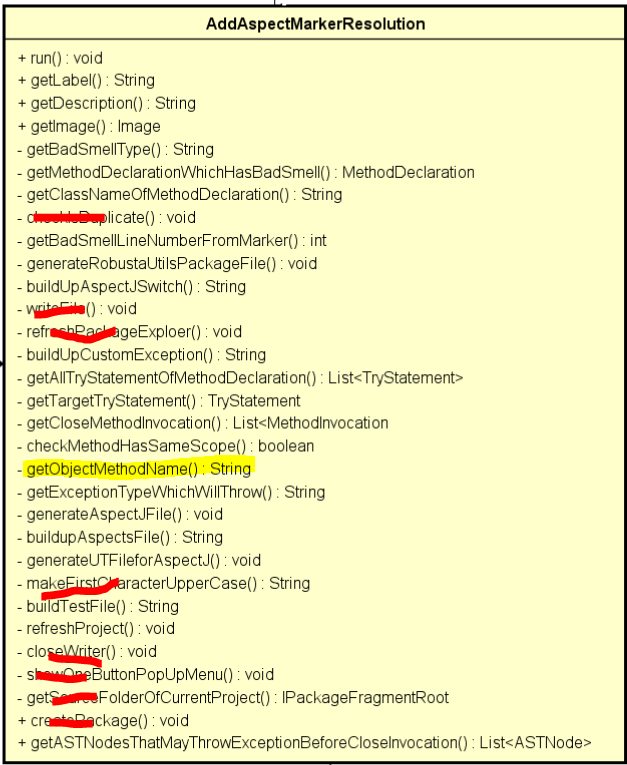 AddAspectMarkerResolution
+ run() : void
+ getLabel() : String
+ getDescription() : String
+ getImage() : Image
- getBadSmellType() : String
- getMethodDeclarationWhichHasBadSmell() : MethodDeclaration
- getClassNameOfMethodDeclaration() : String
- checkIsDuplicate() : void
- getBadSmellLineNumberFromMarker() : int
- generateRobustaUtilsPackageFile() : void
- buildUpAspectJSwitch() : String
- writeFile() : void
- refreshPackageExploer() : void
- buildUpCustomException() : String
- getAllTryStatementOfMethodDeclaration() : List<TryStatement>
- getTargetTryStatement() : TryStatement
- getCloseMethodInvocation() : List<MethodInvocation
- checkMethodHasSameScope() : boolean
- getObjectMethodName() : String
- getExceptionTypeWhichWillThrow() : String
- generateAspectJFile() : void
- buildupAspectsFile() : String
- generateUTFileforAspectJ() : void
- makeFirstCharacterUpperCase() : String
- buildTestFile() : String
- refreshProject() : void
- closeWriter() : void
- showOneButtonPopUpMenu() : void
- getSourceFolderOfCurrentProject() : IPackageFragmentRoot
+ createPackage() : void
+ getASTNodesThatMayThrowExceptionBeforeCloseInvocation() : List<ASTNode>